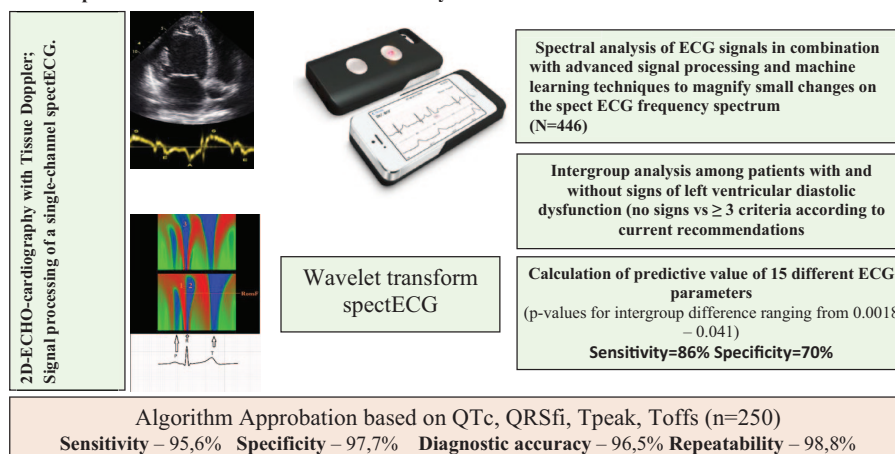 2D-ECHO-cardiography with Tissue Doppler;
Signal processing of a single-channel spectECG.
Spectral analysis of ECG signals in combination
with advanced signal processing and machine
learning techniques to magnify small changes on
the spect ECG frequency spectrum
(N=446)
Intergroup analysis among patients with and
without signs of left ventricular diastolic
dysfunction (no signs vs ≥ 3 criteria according to
current recommendations
Wavelet transform
spectECG
Calculation of predictive value of 15 different ECG
parameters
(p-values for intergroup difference ranging from 0.0018
– 0.041)
Sensitivity=86% Specificity=70%
P
R
T
Algorithm Approbation based on QTc, QRSfi, Tpeak, Toffs (n=250)
Sensitivity – 95,6% Specificity – 97,7% Diagnostic accuracy – 96,5% Repeatability – 98,8%